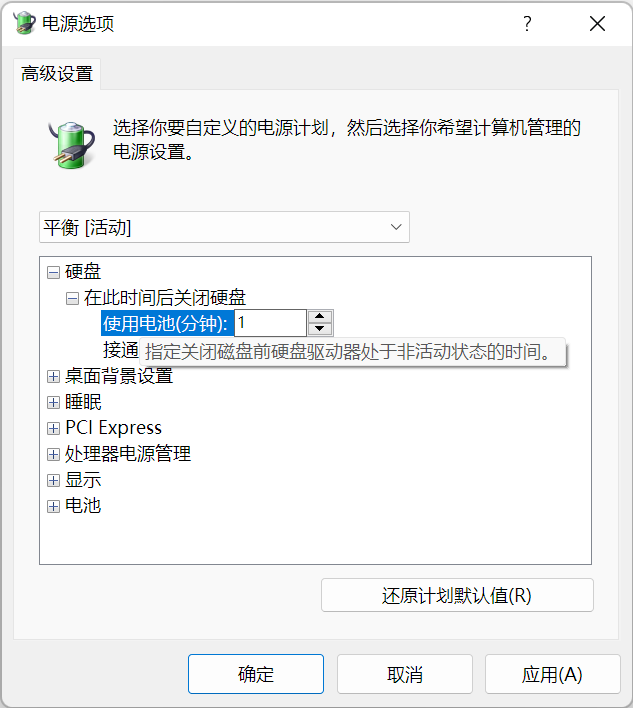 电源选项
?
高级设置
选择你要自定义的电源计划，然后选择你希望计算机管理的
电源设置。
平衡 [活动]
硬盘
在此时间后关闭硬盘
使用电池(分钟): 1
接通
指定关闭磁盘前硬盘驱动器处于非活动状态的时间。
桌面背景设置
睡眠
PCI Express
处理器电源管理
显示
电池
还原计划默认值(R)
确定 取消 应用(A)